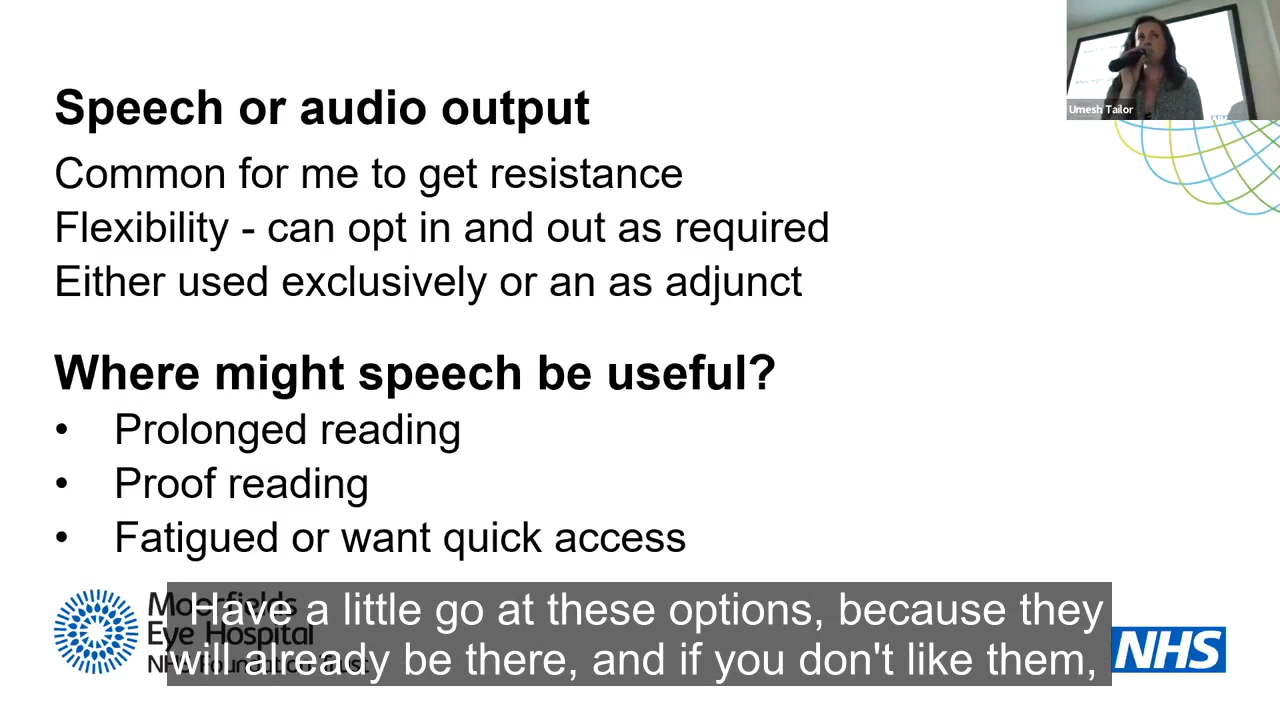 Speech or audio output
Common for me to get resistance
Flexibility - can opt in and out as required
Either used exclusively or an as adjunct
Where might speech be useful?
• Prolonged reading
• Proof reading
• Fatigued or want quick access
Umesh Tailor
Moorfields
Eye Hospital
NHS Foundation Trust
Have a little go at these options, because they
will already be there, and if you don't like them,
NHS